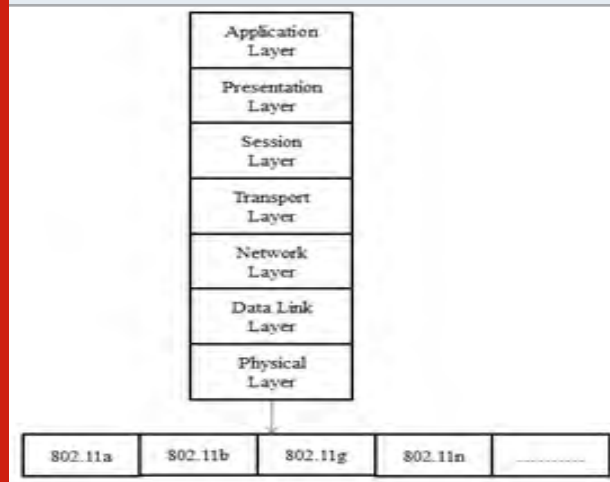 Application
Layer
Presentation
Layer
Session
Layer
Transport
Layer
Network
Layer
Data Link
Layer
Physical
Layer
802.11a 802.11b 802.11g 802.11n ...............